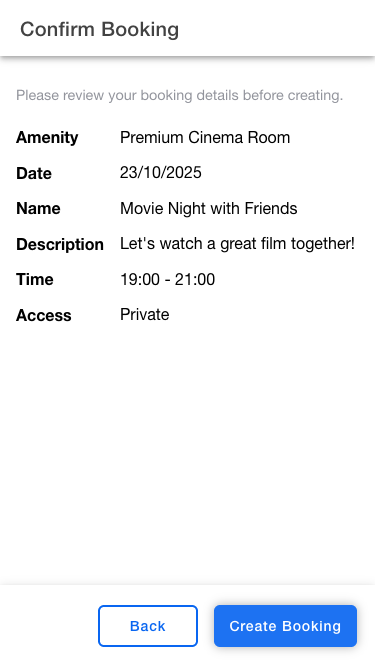 Confirm Booking
Please review your booking details before creating.
Amenity Premium Cinema Room
Date 23/10/2025
Name Movie Night with Friends
Description Let's watch a great film together!
Time 19:00 - 21:00
Access Private
Back Create Booking